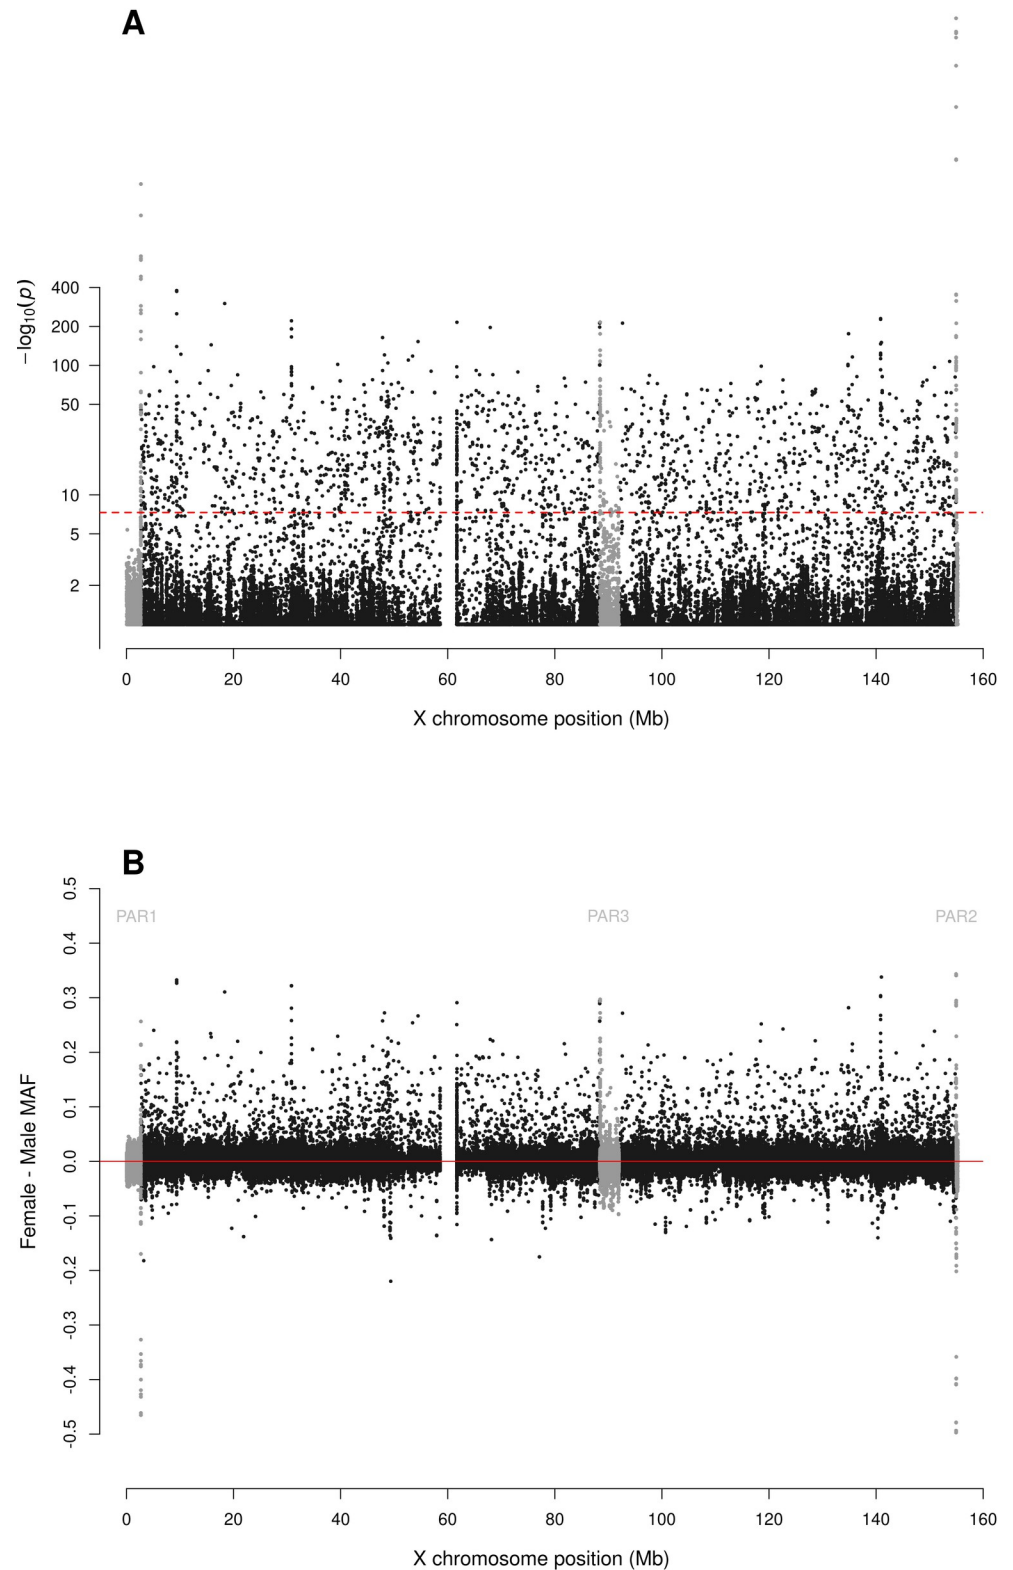 A
−log10(p)
400
200
100
50
10
5
2
0 20 40 60 80 100 120 140 160
X chromosome position (Mb)
B
Female - Male MAF
0.5
0.4
0.3
0.2
0.1
0.0
-0.1
-0.2
-0.3
-0.4
-0.5
PAR1 PAR3 PAR2
0 20 40 60 80 100 120 140 160
X chromosome position (Mb)